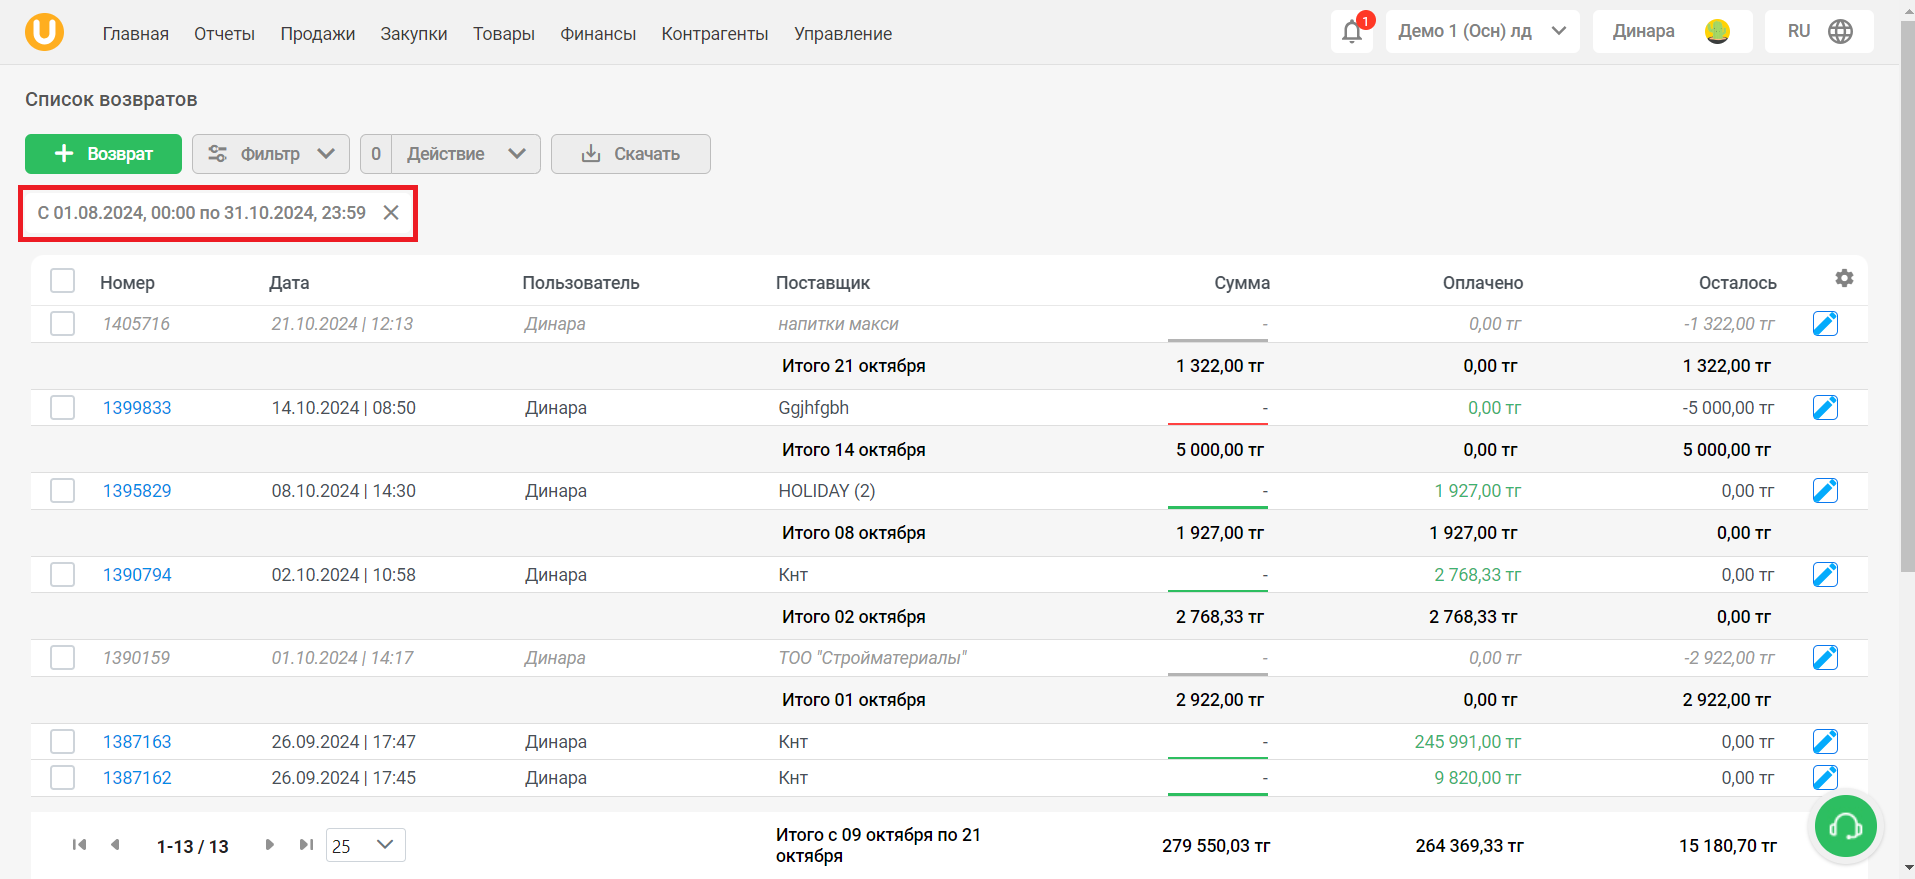 Главная Отчеты Продажи Закупки Товары Финансы Контрагенты Управление 1 Демо 1 (Осн) лд Динара RU
Список возвратов
+ Возврат Фильтр 0 Действие Скачать
С 01.08.2024, 00:00 по 31.10.2024, 23:59
Номер Дата Пользователь Поставщик Сумма Оплачено Осталось
1405716 21.10.2024 | 12:13 Динара напитки макси - 0,00 тг -1 322,00 тг
Итого 21 октября 1 322,00 тг 0,00 тг 1 322,00 тг
1399833 14.10.2024 | 08:50 Динара Ggjhfgbh - 0,00 тг -5 000,00 тг
Итого 14 октября 5 000,00 тг 0,00 тг 5 000,00 тг
1395829 08.10.2024 | 14:30 Динара HOLIDAY (2) - 1 927,00 тг 0,00 тг
Итого 08 октября 1 927,00 тг 1 927,00 тг 0,00 тг
1390794 02.10.2024 | 10:58 Динара Кнт - 2 768,33 тг 0,00 тг
Итого 02 октября 2 768,33 тг 2 768,33 тг 0,00 тг
1390159 01.10.2024 | 14:17 Динара ТОО "Стройматериалы" - 0,00 тг -2 922,00 тг
Итого 01 октября 2 922,00 тг 0,00 тг 2 922,00 тг
1387163 26.09.2024 | 17:47 Динара Кнт - 245 991,00 тг 0,00 тг
1387162 26.09.2024 | 17:45 Динара Кнт - 9 820,00 тг 0,00 тг
1-13 / 13 25 Итого с 09 октября по 21
октября 279 550,03 тг 264 369,33 тг 15 180,70 тг